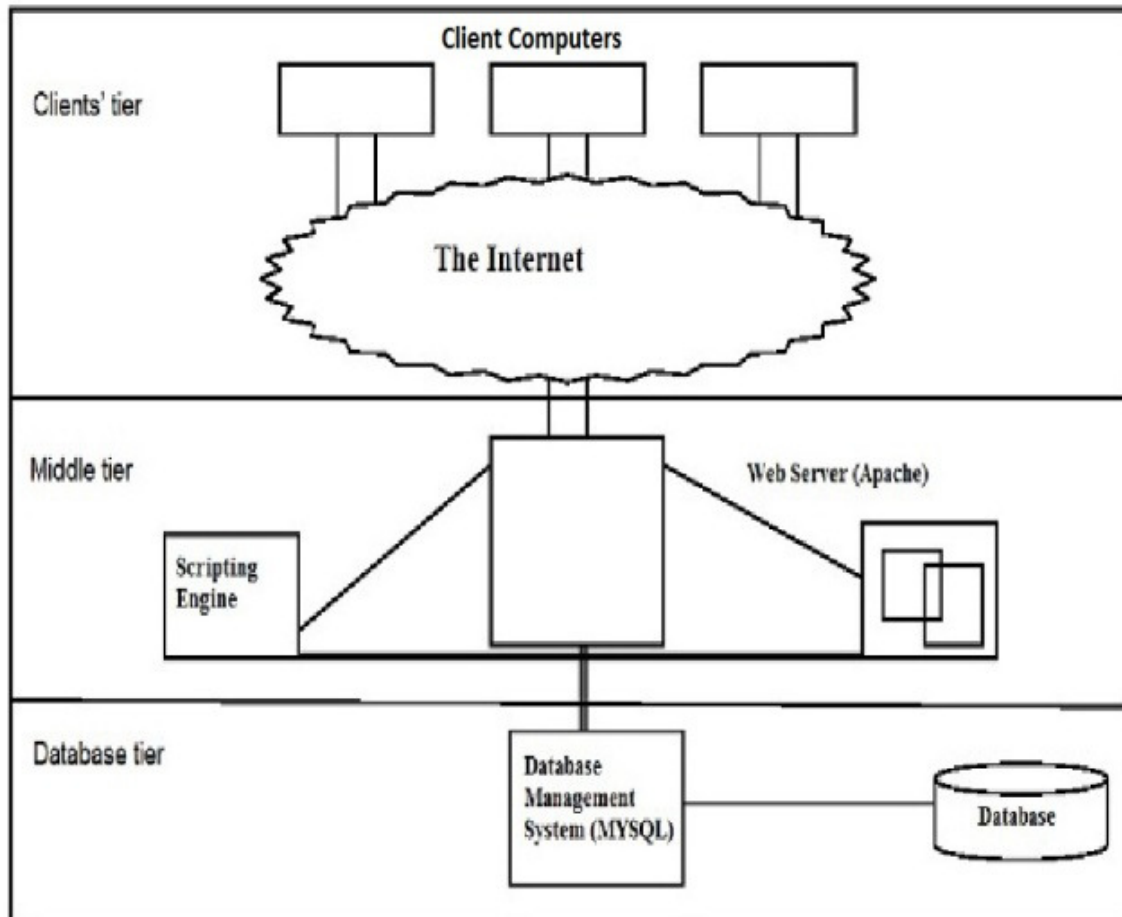 Client Computers
Clients' tier
The Internet
Middle tier
Web Server (Apache)
Scripting
Engine
Database tier
Database
Management
System (MYSQL)
Database